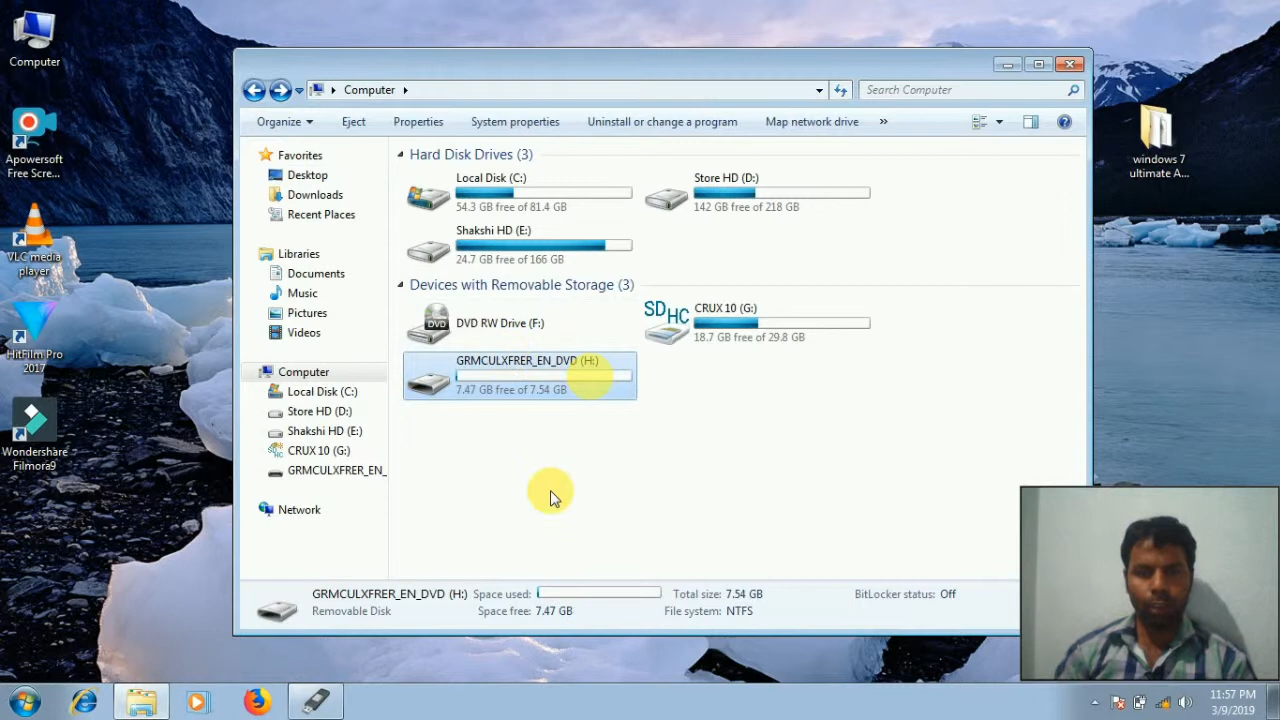 Computer
Apowersoft
Free Scre...
VLC media
player
HitFilm Pro
2017
Wondershare
Filmora9
windows 7
ultimate A...
Computer
Search Computer
Organize
Eject
Properties
System properties
Uninstall or change a program
Map network drive
»
Favorites
Desktop
Downloads
Recent Places
Libraries
Documents
Music
Pictures
Videos
Computer
Local Disk (C:)
Store HD (D:)
Shakshi HD (E:)
CRUX 10 (G:)
GRMCULXFRER_EN_
Network
Hard Disk Drives (3)
Local Disk (C:)
54.3 GB free of 81.4 GB
Store HD (D:)
142 GB free of 218 GB
Shakshi HD (E:)
24.7 GB free of 166 GB
Devices with Removable Storage (3)
DVD
DVD RW Drive (F:)
SDHC
CRUX 10 (G:)
18.7 GB free of 29.8 GB
GRMCULXFRER_EN_DVD (H:)
7.47 GB free of 7.54 GB
GRMCULXFRER_EN_DVD (H:) Space used: Total size: 7.54 GB BitLocker status: Off
Removable Disk Space free: 7.47 GB File system: NTFS
11:57 PM
3/9/2019